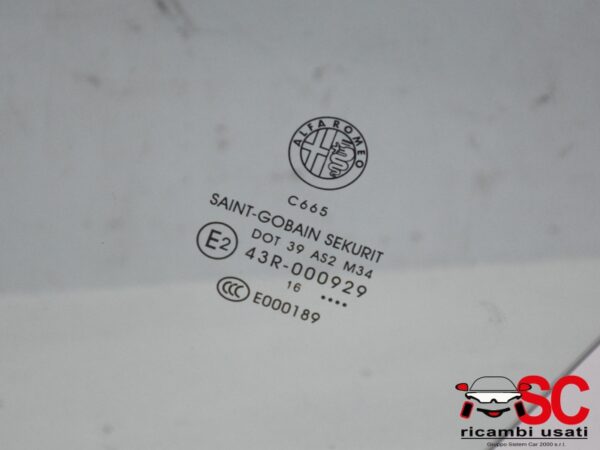 ALFA ROMEO
C665
SAINT-GOBAIN SEKURIT
DOT 39 AS2 M34
E2 43R-000929
16 ....
CCC E000189
SC
ricambi usati
Gruppo Sistem Car 2000 s.r.l.